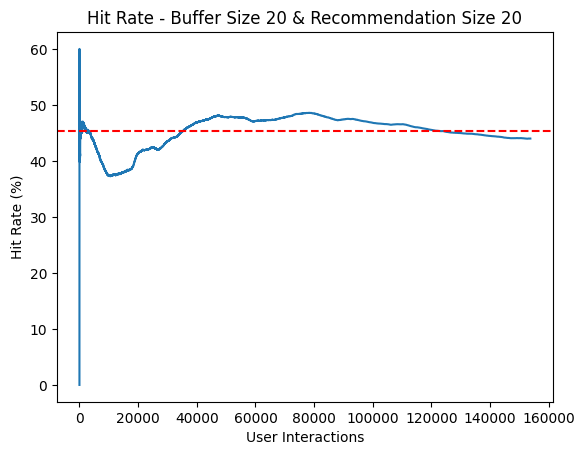 Hit Rate - Buffer Size 20 & Recommendation Size 20
60
50
40
30
20
10
0
Hit Rate (%)
0 20000 40000 60000 80000 100000 120000 140000 160000
User Interactions